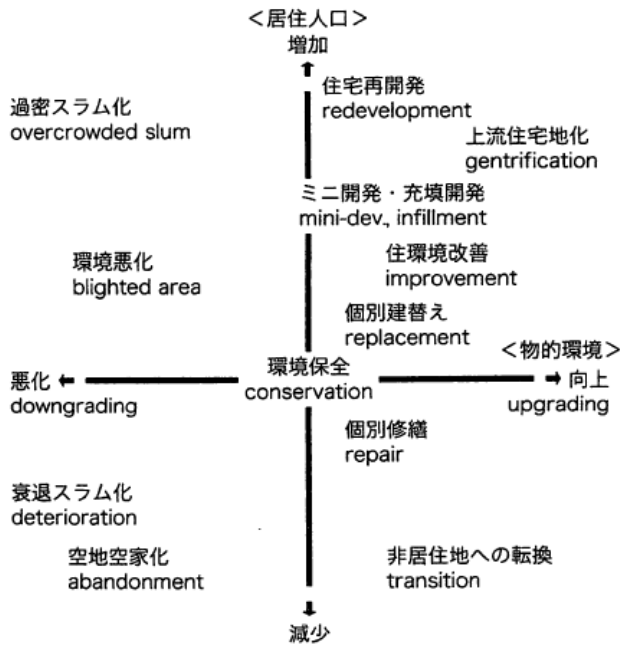 ＜居住人口＞
増加
住宅再開発
redevelopment
過密スラム化
overcrowded slum
上流住宅地化
gentrification
ミニ開発・充填開発
mini-dev., infillment
住環境改善
improvement
環境悪化
blighted area
個別建替え
replacement
＜物的環境＞
環境保全
conservation
悪化
downgrading
向上
upgrading
個別修繕
repair
衰退スラム化
deterioration
空地空家化
abandonment
非居住地への転換
transition
減少